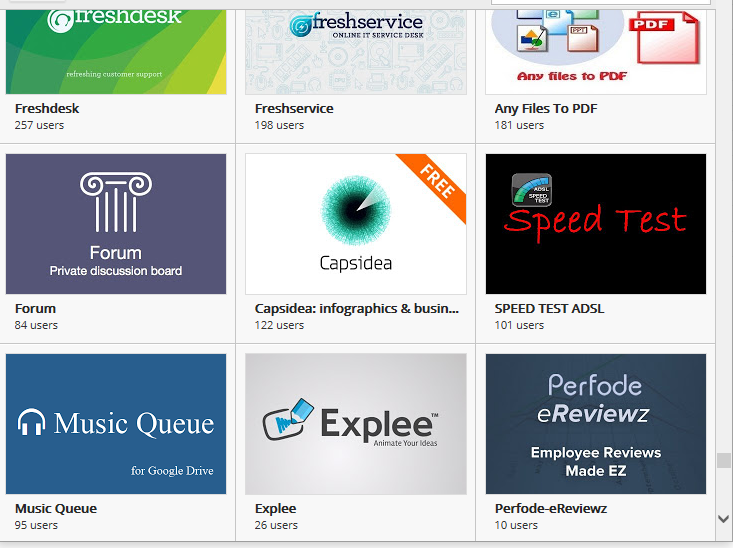 freshdesk
refreshing customer support
Freshdesk
257 users
freshservice
ONLINE IT SERVICE DESK
Freshservice
198 users
PPT
PDF
Any files to PDF
Any Files To PDF
181 users
Forum
Private discussion board
Forum
84 users
FREE
Capsidea
Capsidea: infographics & busin...
122 users
ADSL
SPEED
TEST
Speed Test
SPEED TEST ADSL
101 users
Music Queue
for Google Drive
Music Queue
95 users
Explee™
Animate Your Ideas
Explee
26 users
Perfode
eReviewz
Employee Reviews
Made EZ
Perfode-eReviewz
10 users